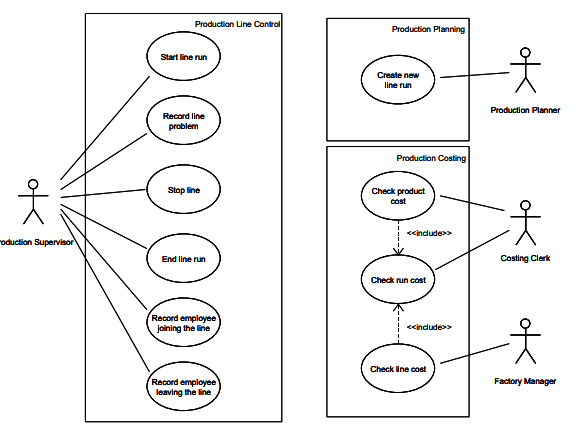 Production Line Control
Start line run
Record line
problem
Stop line
End line run
Record employee
joining the line
Record employee
leaving the line
roduction Supervisor
Production Planning
Create new
line run
Production Planner
Production Costing
Check product
cost
<<include>>
Check run cost
<<include>>
Check line cost
Costing Clerk
Factory Manager